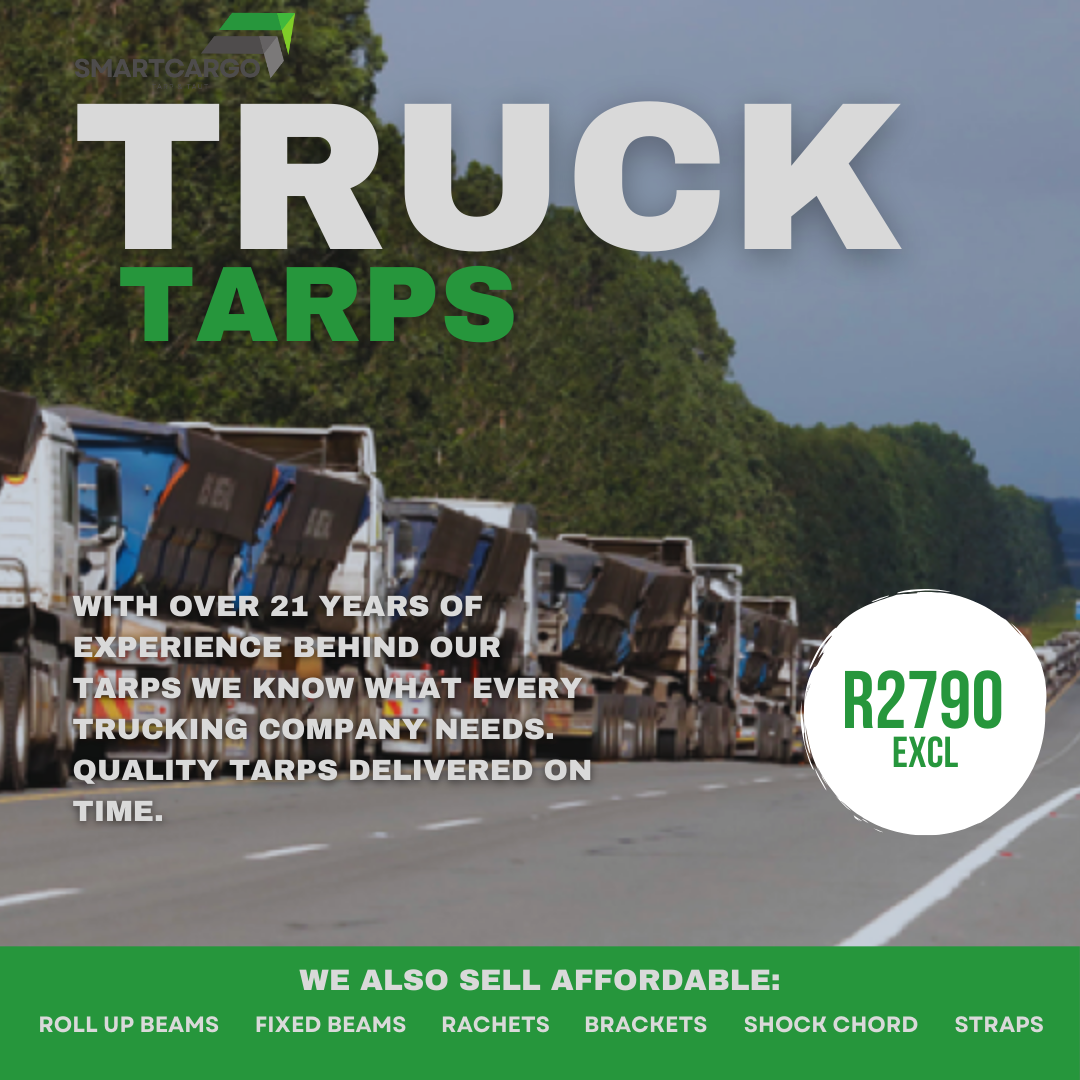 SMARTCARGO
TRUCK
TARPS
WITH OVER 21 YEARS OF
EXPERIENCE BEHIND OUR
TARPS WE KNOW WHAT EVERY
TRUCKING COMPANY NEEDS.
QUALITY TARPS DELIVERED ON
TIME.
R2790
EXCL
WE ALSO SELL AFFORDABLE:
ROLL UP BEAMS FIXED BEAMS RACHETS BRACKETS SHOCK CHORD STRAPS